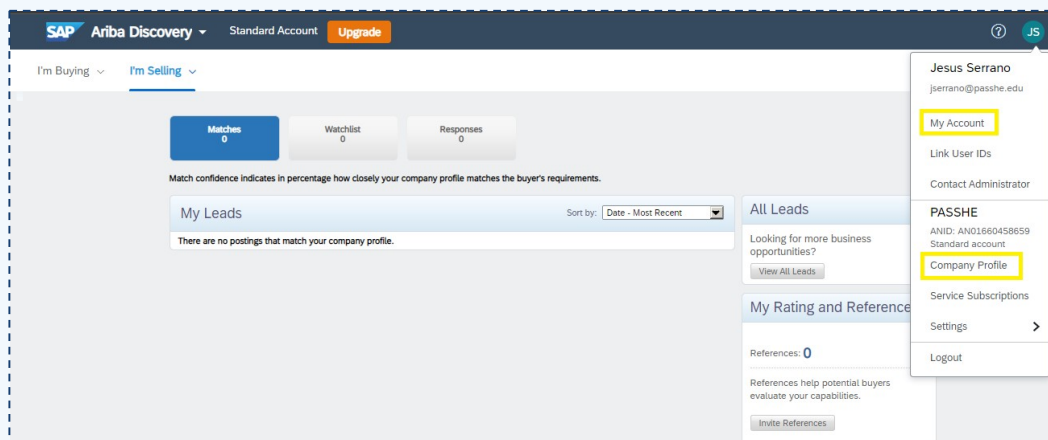 SAP Ariba Discovery Standard Account Upgrade
? JS
I'm Buying I'm Selling
Matches
0
Watchlist
0
Responses
0
Match confidence indicates in percentage how closely your company profile matches the buyer's requirements.
My Leads
Sort by: Date - Most Recent
There are no postings that match your company profile.
All Leads
Looking for more business
opportunities?
View All Leads
My Rating and Reference
References: 0
References help potential buyers
evaluate your capabilities.
Invite References
Jesus Serrano
jserrano@passhe.edu
My Account
Link User IDs
Contact Administrator
PASSHE
ANID: AN01660458659
Standard account
Company Profile
Service Subscriptions
Settings
Logout